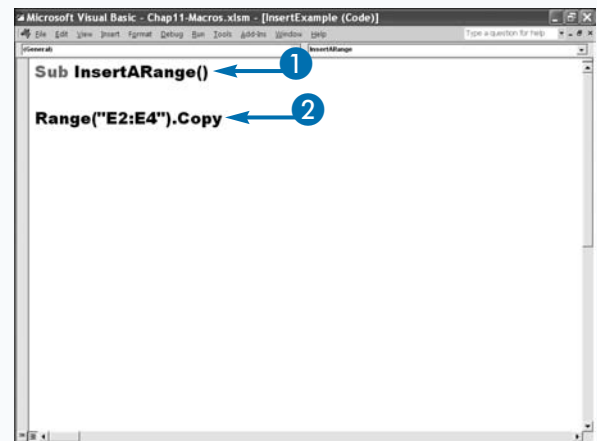 Microsoft Visual Basic - Chap11-Macros.xlsm - [InsertExample (Code)]
File Edit View Insert Format Debug Run Tools Add-Ins Window Help Type a question for help
(General) InsertARange
Sub InsertARange() 1
Range("E2:E4").Copy 2